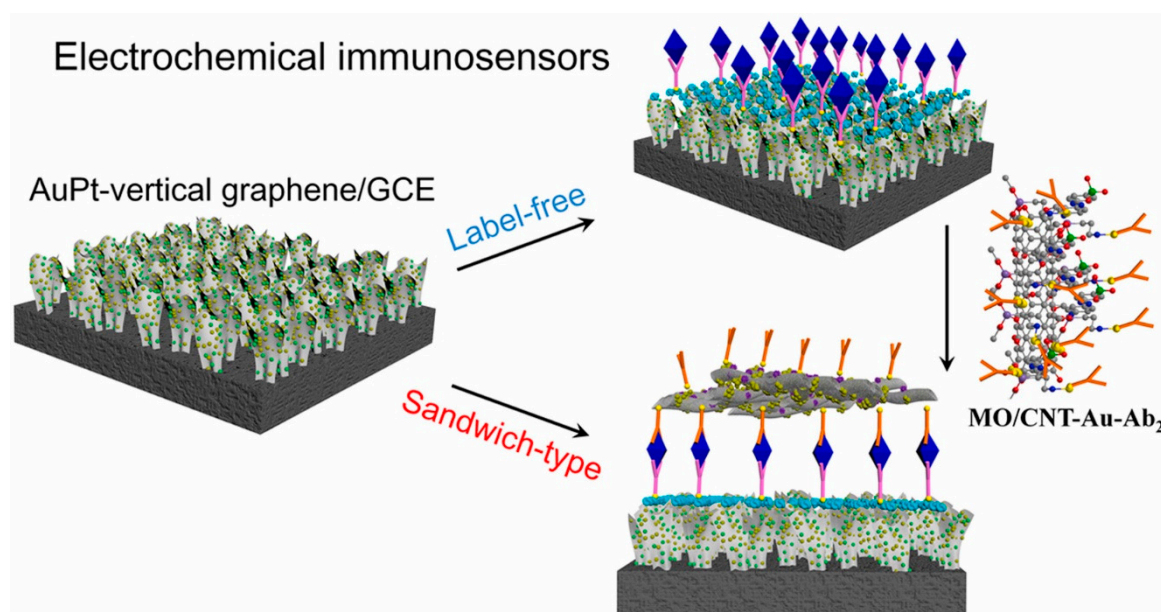 Electrochemical immunosensors
AuPt-vertical graphene/GCE
Label-free
Sandwich-type
MO/CNT-Au-Ab₂